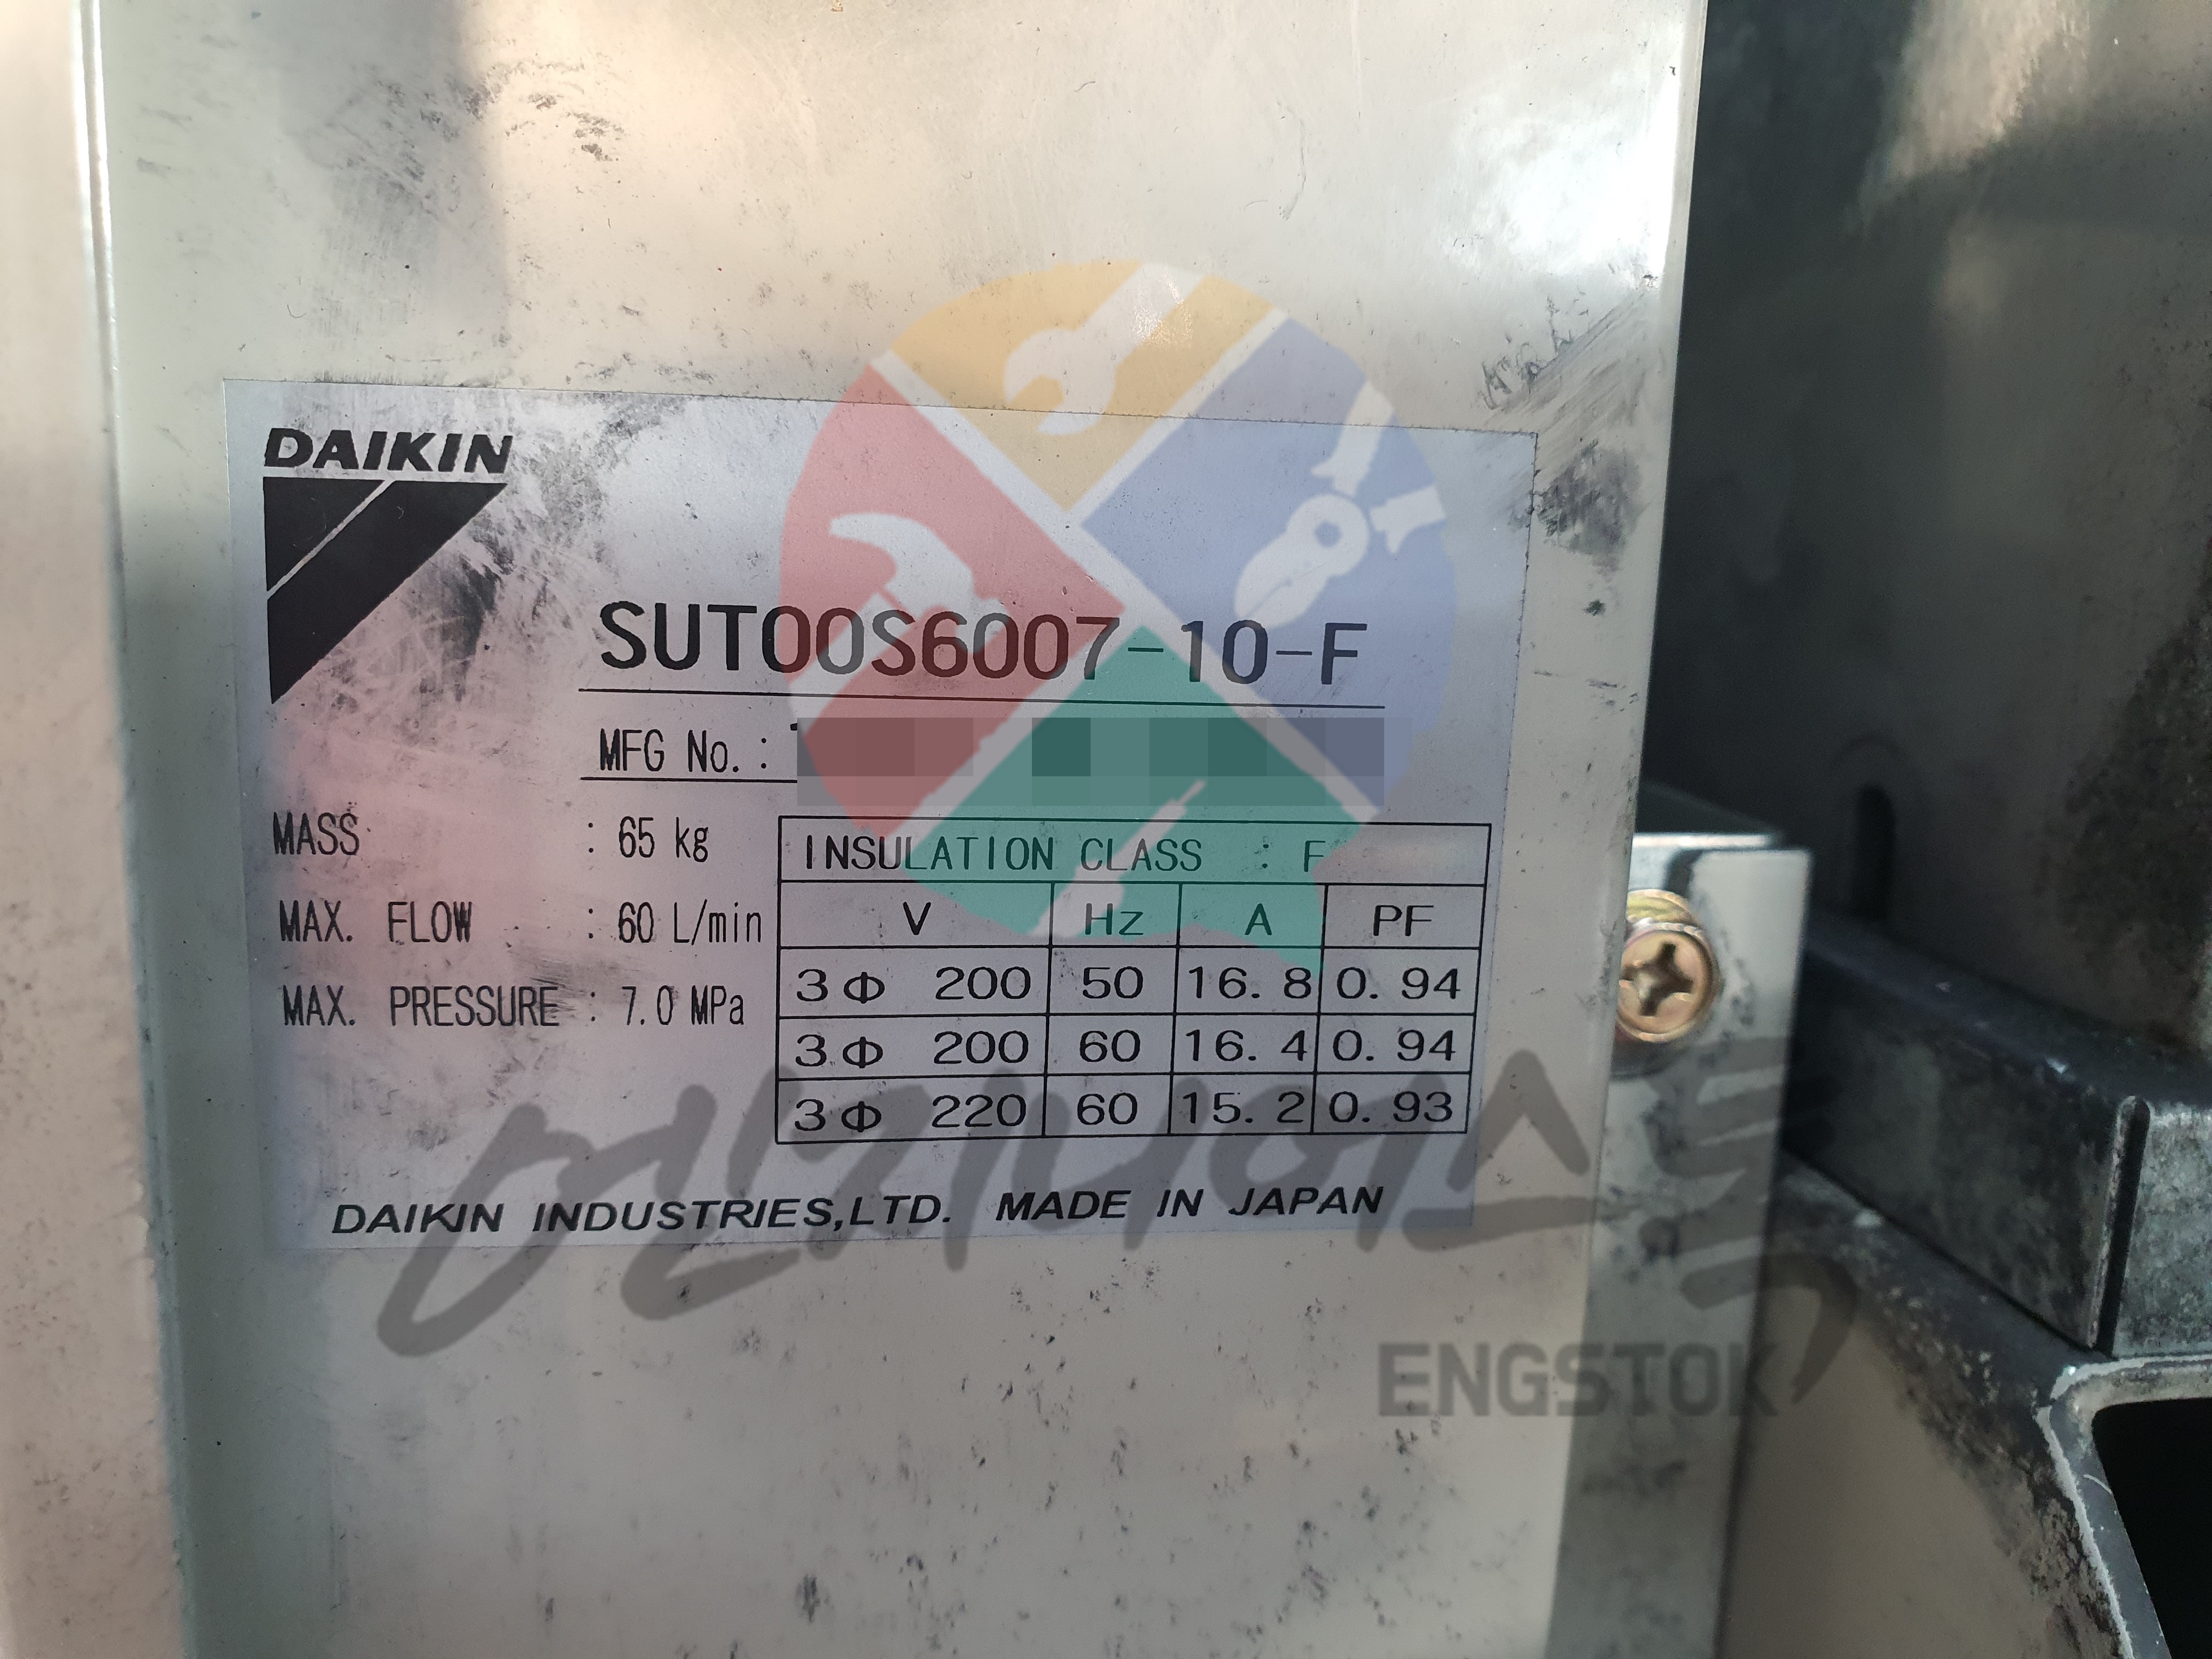 DAIKIN
SUT00S6007-10-F
MFG No. :
MASS : 65 kg
MAX. FLOW : 60 L/min
MAX. PRESSURE : 7.0 MPa
INSULATION CLASS : F
V Hz A PF
3Φ 200 50 16.8 0.94
3Φ 200 60 16.4 0.94
3Φ 220 60 15.2 0.93
DAIKIN INDUSTRIES,LTD. MADE IN JAPAN
엔지니어스톡
ENGSTOK